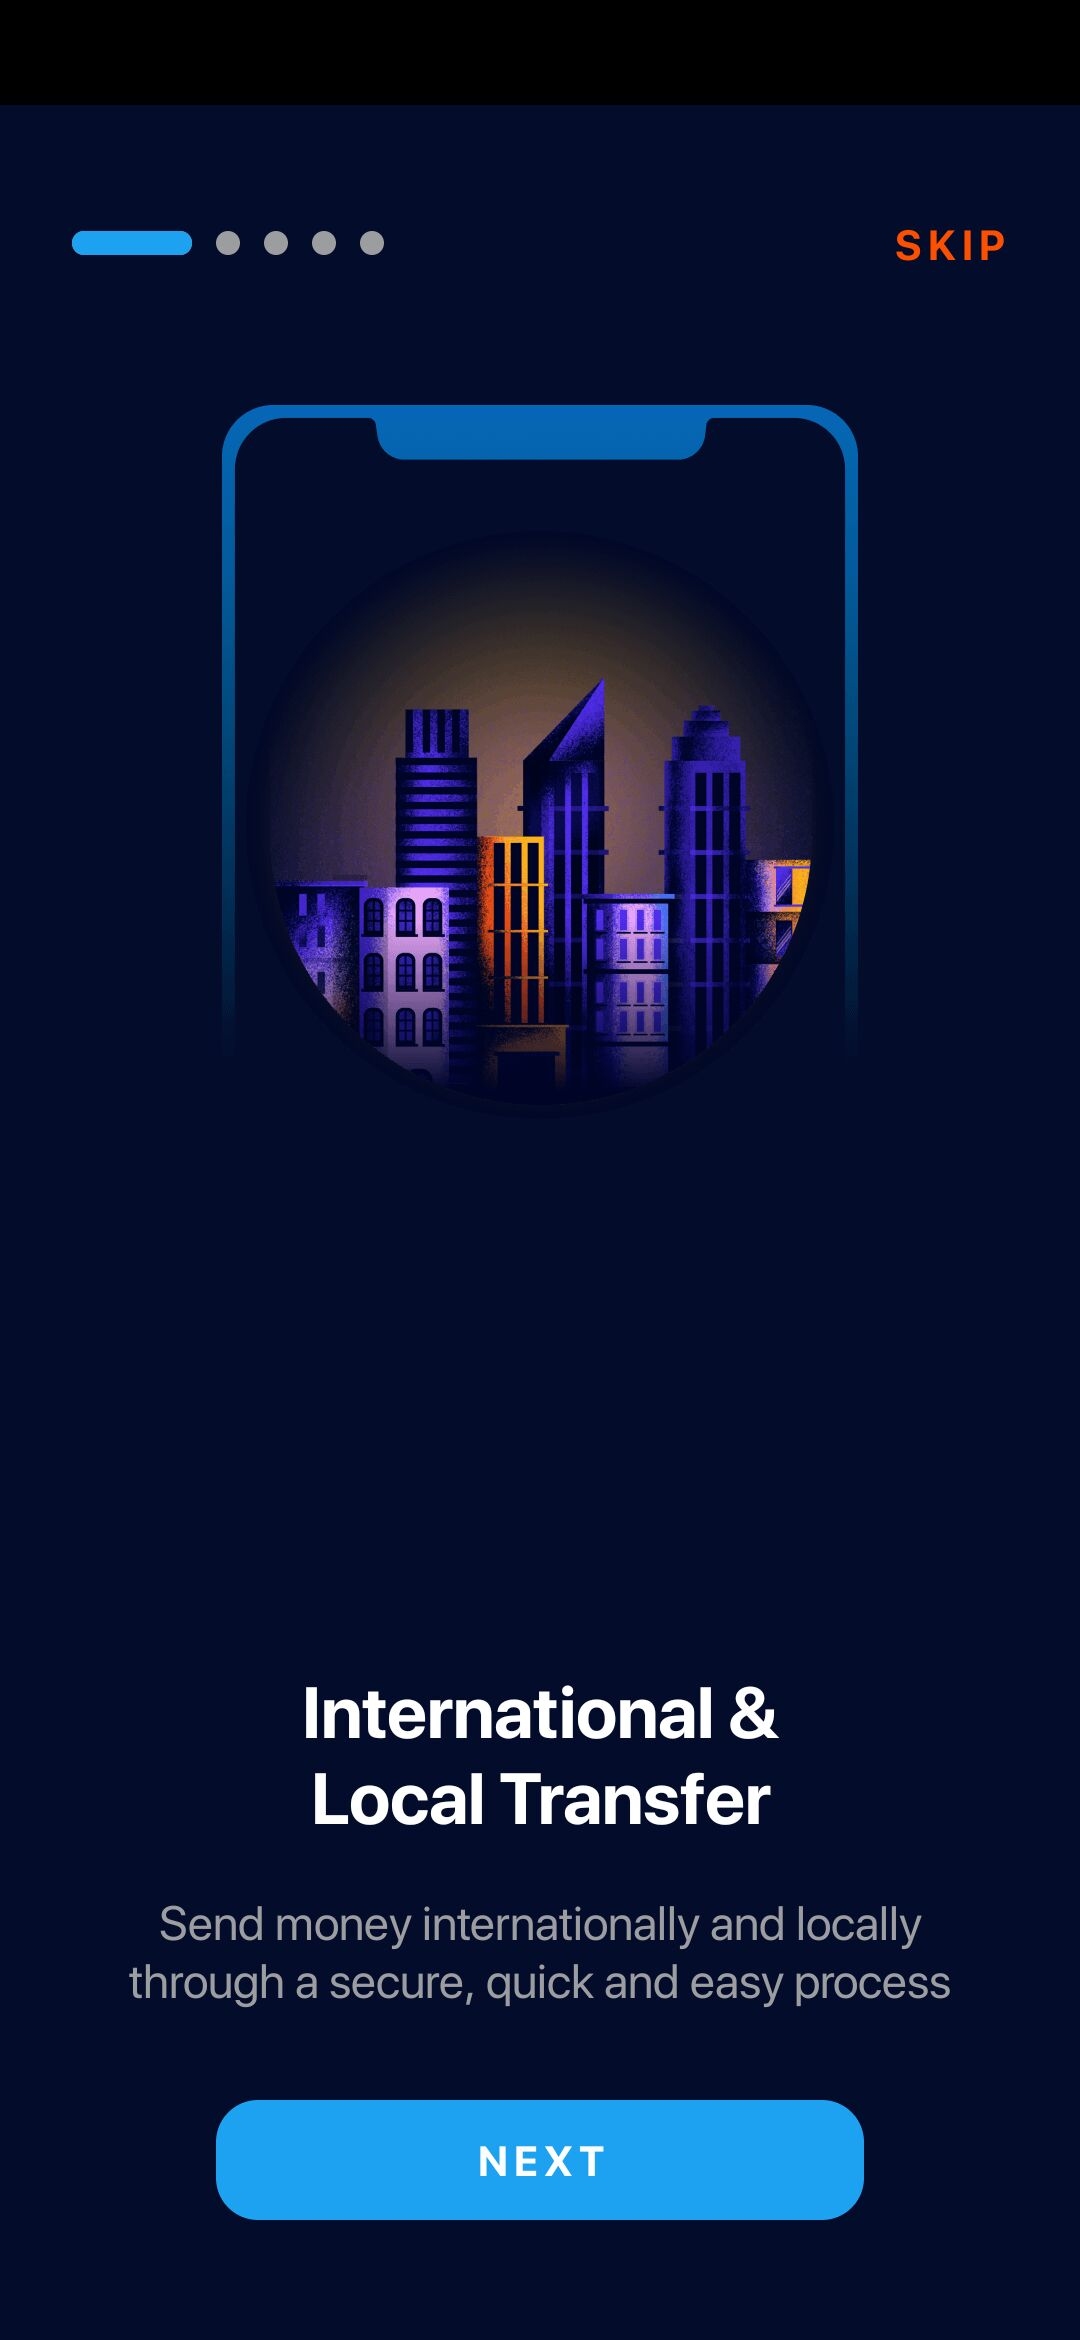 SKIP
International &
Local Transfer
Send money internationally and locally
through a secure, quick and easy process
NEXT